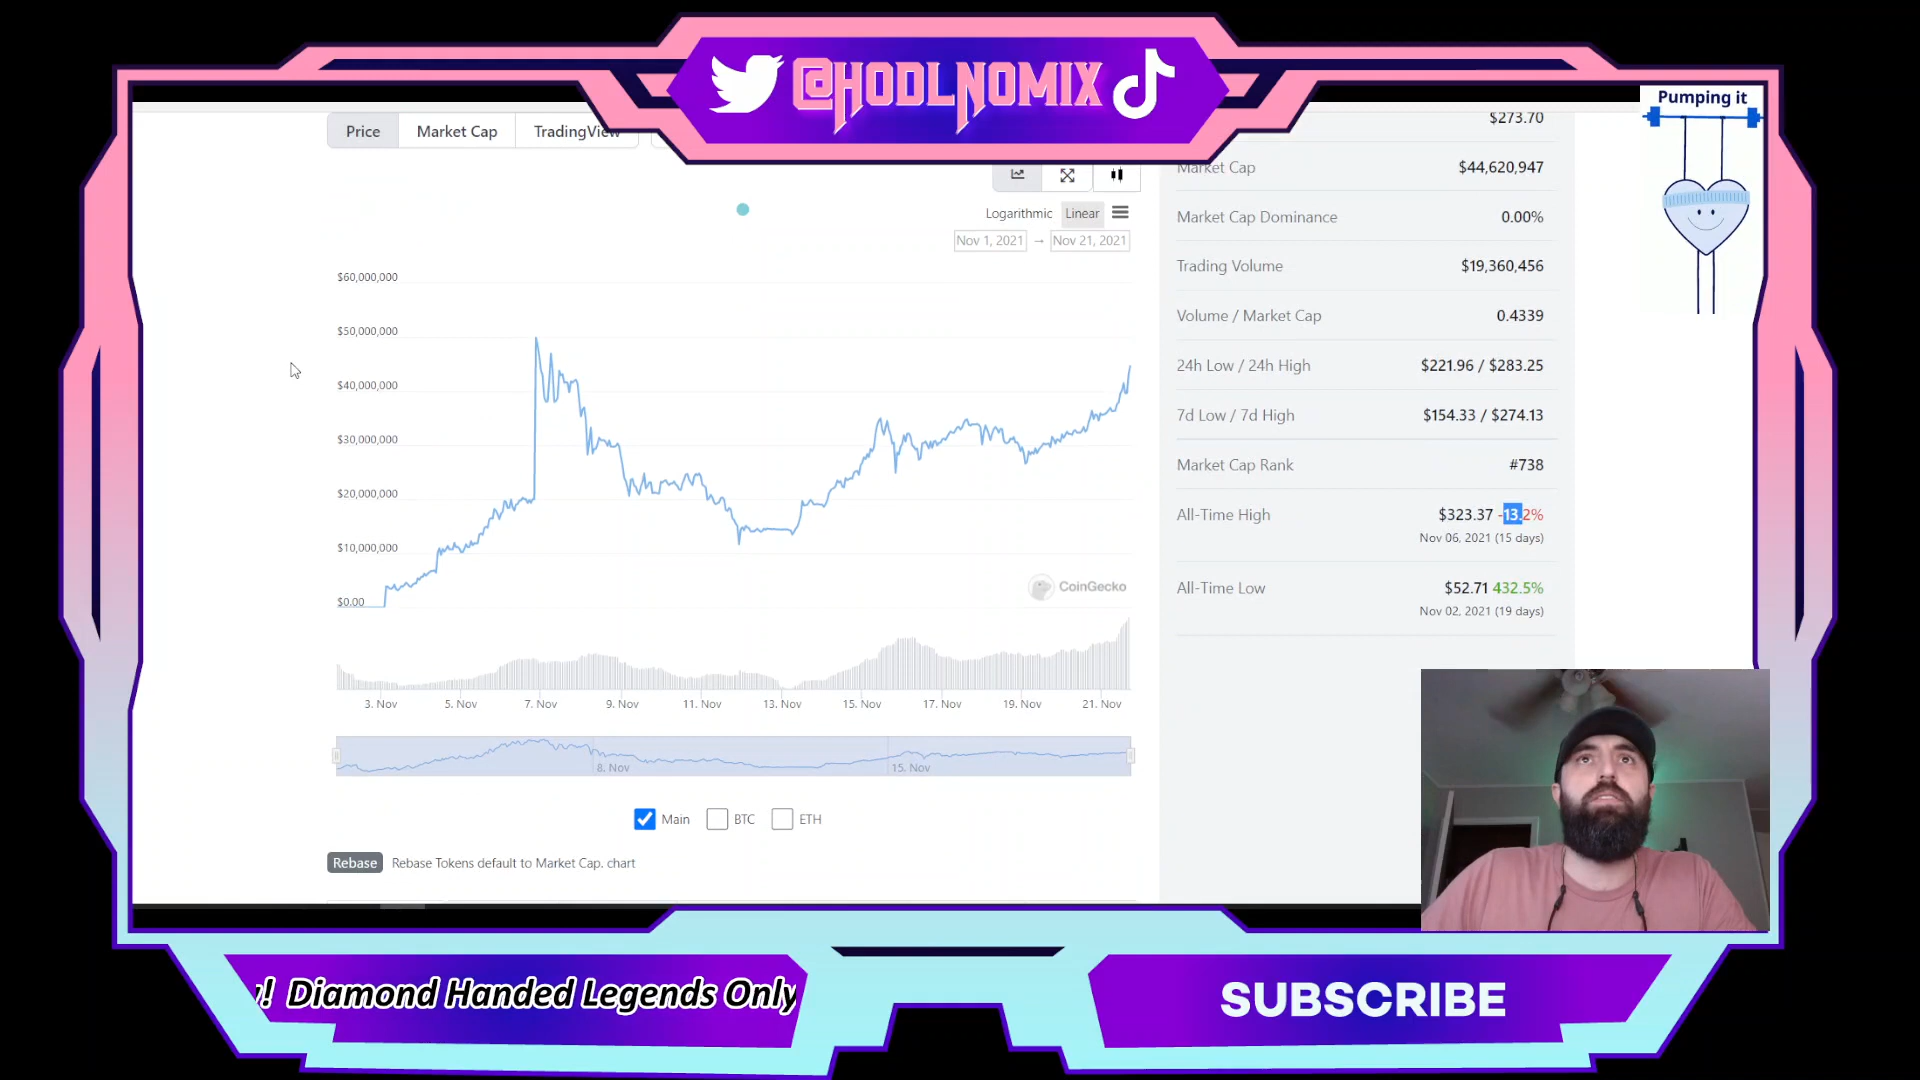 @HODLNOMIX
Pumping it
Price
Market Cap
TradingView
$273.70
Market Cap
$44,620,947
Market Cap Dominance
0.00%
Trading Volume
$19,360,456
Volume / Market Cap
0.4339
24h Low / 24h High
$221.96 / $283.25
7d Low / 7d High
$154.33 / $274.13
Market Cap Rank
#738
All-Time High
$323.37 -13.2%
Nov 06, 2021 (15 days)
All-Time Low
$52.71 432.5%
Nov 02, 2021 (19 days)
Logarithmic
Linear
Nov 1, 2021 → Nov 21, 2021
$60,000,000
$50,000,000
$40,000,000
$30,000,000
$20,000,000
$10,000,000
$0.00
CoinGecko
3. Nov
5. Nov
7. Nov
9. Nov
11. Nov
13. Nov
15. Nov
17. Nov
19. Nov
21. Nov
8. Nov
15. Nov
Main
BTC
ETH
Rebase
Rebase Tokens default to Market Cap. chart
! Diamond Handed Legends Only
SUBSCRIBE